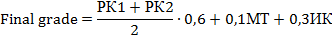 Final grade = (РК1 + РК2)/2 · 0,6 + 0,1МТ + 0,3ИК